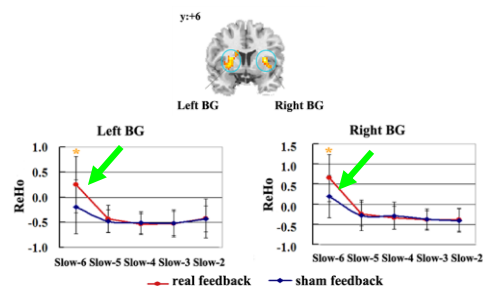 y:+6
Left BG Right BG
Left BG
*
1.0
0.5
0.0
-0.5
-1.0
ReHo
Slow-6 Slow-5 Slow-4 Slow-3 Slow-2
Right BG
*
1.5
1.0
0.5
0.0
-0.5
-1.0
ReHo
Slow-6 Slow-5 Slow-4 Slow-3 Slow-2
real feedback sham feedback